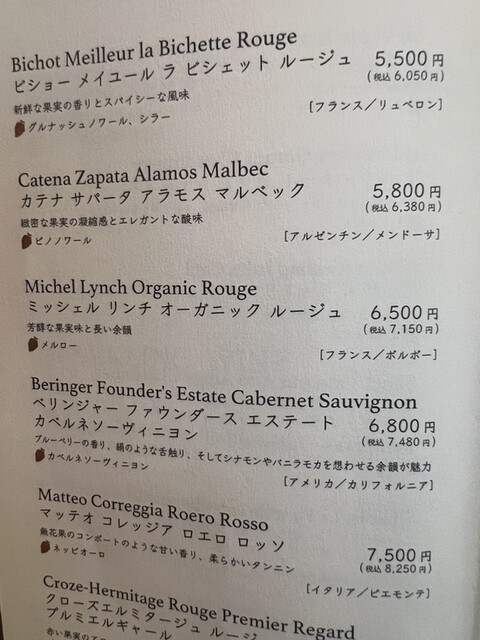 Bichot Meilleur la Bichette Rouge
ビショー メイユール ラ ビシェット ルージュ 5,500 円
(税込 6,050円)
新鮮な果実の香りとスパイシーな風味
グルナッシュノワール、シラー [フランス/リュベロン]
Catena Zapata Alamos Malbec
カテナ サパータ アラモス マルベック 5,800 円
(税込 6,380円)
緻密な果実の凝縮感とエレガントな酸味
ピノノワール [アルゼンチン/メンドーサ]
Michel Lynch Organic Rouge
ミッシェル リンチ オーガニック ルージュ 6,500 円
(税込 7,150円)
芳醇な果実味と長い余韻
メルロー [フランス/ボルボー]
Beringer Founder's Estate Cabernet Sauvignon
ベリンジャー ファウンダース エステート 6,800 円
カベルネソーヴィニヨン (税込 7,480円)
ブルーベリーの香り、絹のような舌触り、そしてシナモンやバニラモカを想わせる余韻が魅力
カベルネソーヴィニヨン [アメリカ/カリフォルニア]
Matteo Correggia Roero Rosso
マッテオ コレッジア ロエロ ロッソ
無花果のコンポートのような甘い香り、柔らかいタンニン 7,500 円
(税込 8,250円)
ネッビオーロ [イタリア/ピエモンテ]
Croze-Hermitage Rouge Premier Regard
クローズエルミタージュ ルージュ
プルミエルギャール